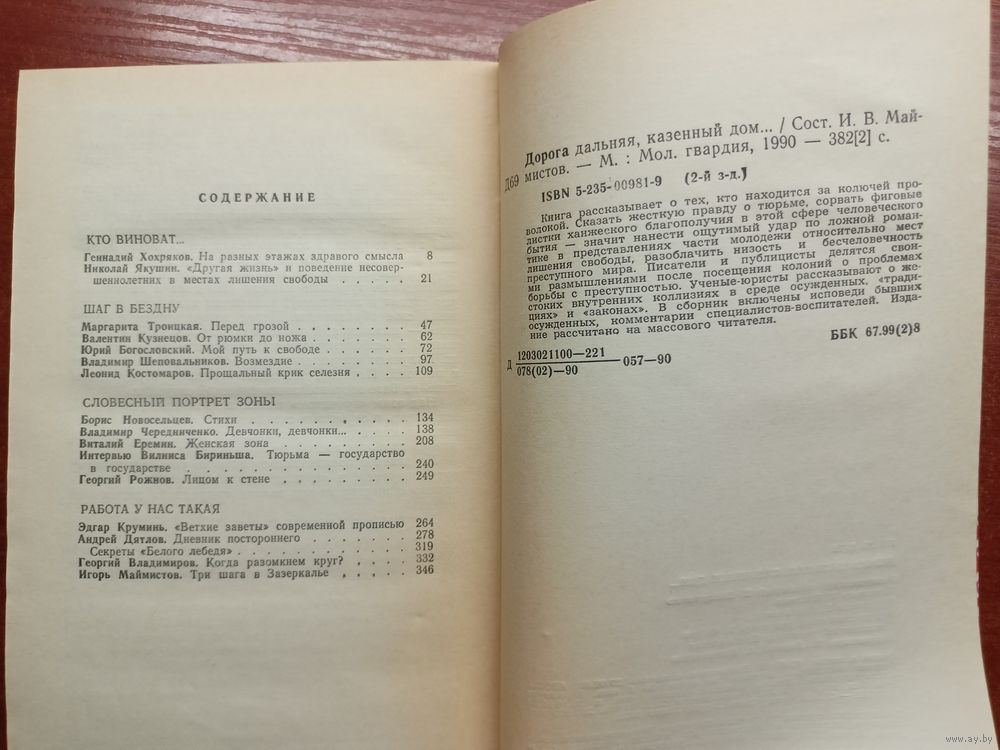 СОДЕРЖАНИЕ
КТО ВИНОВАТ...
Геннадий Хохряков. На разных этажах здравого смысла 8
Николай Якушин. «Другая жизнь» и поведение несовер-
шеннолетних в местах лишения свободы . . . . . 21
ШАГ В БЕЗДНУ
Маргарита Троицкая. Перед грозой . . . . . . . . 47
Валентин Кузнецов. От рюмки до ножа . . . . . . . 62
Юрий Богословский. Мой путь к свободе . . . . . . 72
Владимир Шеповальников. Возмездие . . . . . . . 97
Леонид Костомаров. Прощальный крик селезня . . . . 109
СЛОВЕСНЫЙ ПОРТРЕТ ЗОНЫ
Борис Новосельцев. Стихи . . . . . . . . . . 134
Владимир Чередниченко. Девчонки, девчонки... . . . . 138
Виталий Еремин. Женская зона . . . . . . . . . 208
Интервью Вилниса Бириньша. Тюрьма — государство
в государстве . . . . . . . . . . . . . 240
Георгий Рожнов. Лицом к стене . . . . . . . . . 249
РАБОТА У НАС ТАКАЯ
Эдгар Круминь. «Ветхие заветы» современной прописью 264
Андрей Дятлов. Дневник постороннего . . . . . . . 278
Секреты «Белого лебедя» . . . . . . . . . . . 319
Георгий Владимиров. Когда разомкнем круг? . . . . 332
Игорь Маймистов. Три шага в Зазеркалье . . . . . 346
Дорога дальняя, казенный дом... / Сост. И. В. Май-
Д69 мистов. — М. : Мол. гвардия, 1990 — 382[2] с.
ISBN 5-235-00981-9 (2-й з-д.)
Книга рассказывает о тех, кто находится за колючей про-
волокой. Сказать жесткую правду о тюрьме, сорвать фиговые
листки ханжеского благополучия в этой сфере человеческого
бытия — значит нанести ощутимый удар по ложной роман-
тике в представлениях части молодежи относительно мест
лишения свободы, разоблачить низость и бесчеловечность
преступного мира. Писатели и публицисты делятся свои-
ми размышлениями после посещения колоний о проблемах
борьбы с преступностью. Ученые-юристы рассказывают о же-
стоких внутренних коллизиях в среде осужденных, «тради-
циях» и «законах». В сборник включены исповеди бывших
осужденных, комментарии специалистов-воспитателей. Изда-
ние рассчитано на массового читателя.
ББК 67.99(2)8
Д 1203021100—221
078(02)—90 057—90
www.ay.by